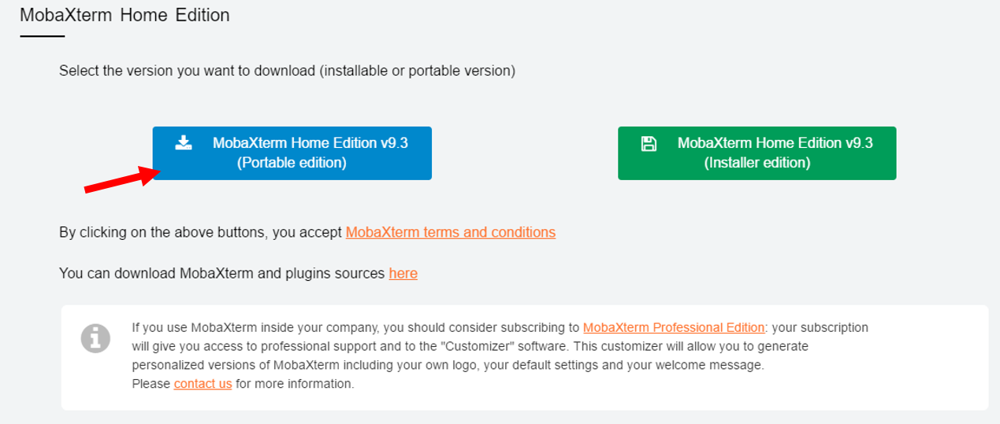 MobaXterm Home Edition
Select the version you want to download (installable or portable version)
MobaXterm Home Edition v9.3
(Portable edition)
MobaXterm Home Edition v9.3
(Installer edition)
By clicking on the above buttons, you accept MobaXterm terms and conditions
You can download MobaXterm and plugins sources here
If you use MobaXterm inside your company, you should consider subscribing to MobaXterm Professional Edition: your subscription
will give you access to professional support and to the "Customizer" software. This customizer will allow you to generate
personalized versions of MobaXterm including your own logo, your default settings and your welcome message.
Please contact us for more information.